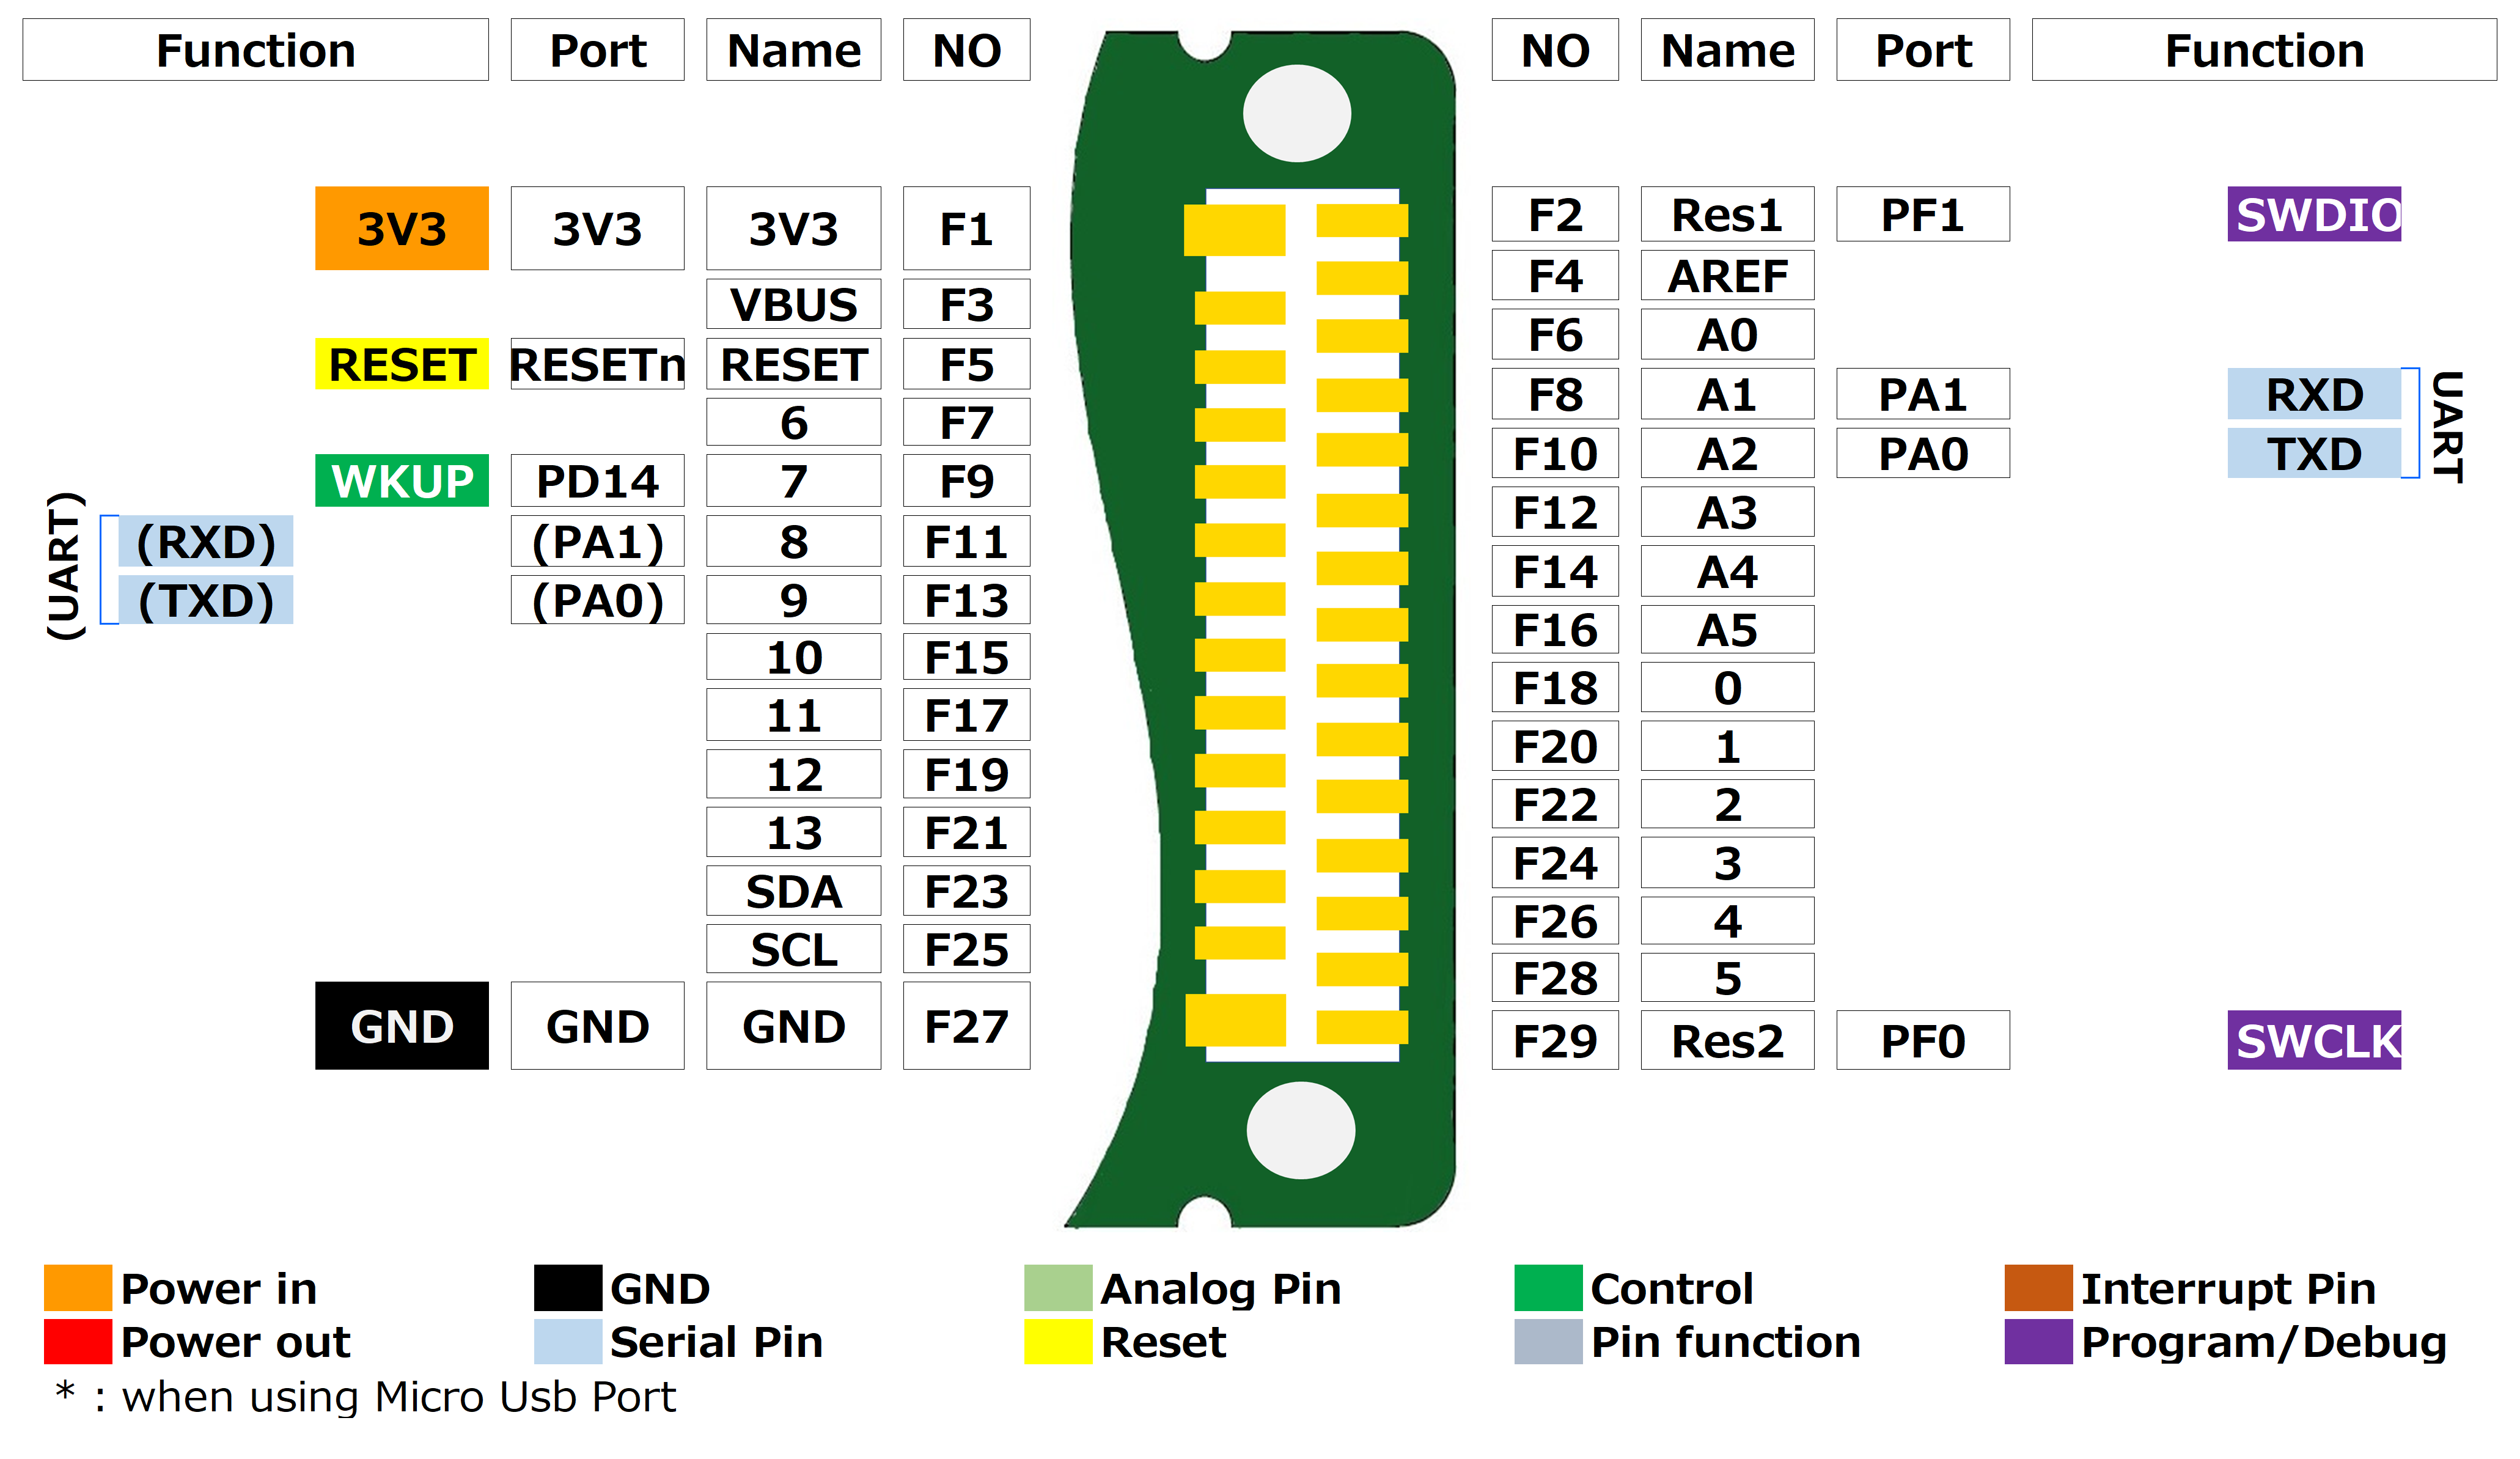 Function Port Name NO NO Name Port Function
3V3 3V3 3V3 F1 F2 Res1 PF1 SWDIO
VBUS F3 F4 AREF
RESET RESETn RESET F5 F6 A0
6 F7 F8 A1 PA1 RXD
UART
WKUP PD14 7 F9 F10 A2 PA0 TXD
(UART)
(RXD) (PA1) 8 F11 F12 A3
(TXD) (PA0) 9 F13 F14 A4
10 F15 F16 A5
11 F17 F18 0
12 F19 F20 1
13 F21 F22 2
SDA F23 F24 3
SCL F25 F26 4
F28 5
GND GND GND F27 F29 Res2 PF0 SWCLK
Power in GND Analog Pin Control Interrupt Pin
Power out Serial Pin Reset Pin function Program/Debug
* : when using Micro Usb Port